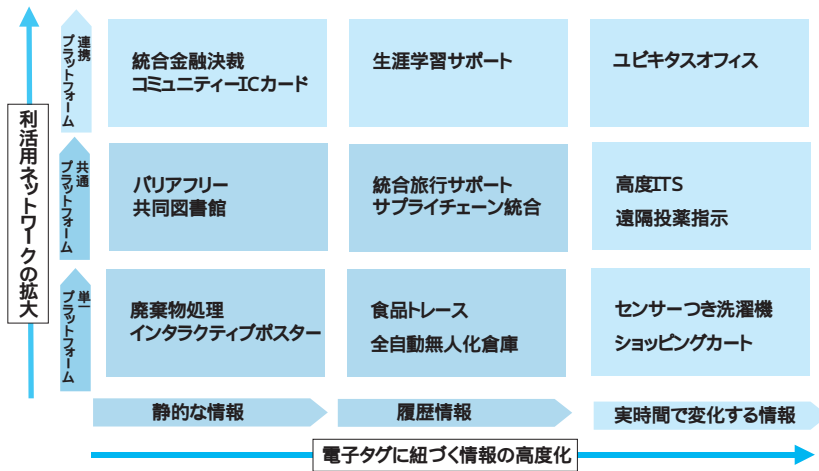 利活用ネットワークの拡大
連携
プラットフォーム
統合金融決裁
コミュニティーICカード
生涯学習サポート
ユビキタスオフィス
共通
プラットフォーム
バリアフリー
共同図書館
統合旅行サポート
サプライチェーン統合
高度ITS
遠隔投薬指示
単一
プラットフォーム
廃棄物処理
インタラクティブポスター
食品トレース
全自動無人化倉庫
センサーつき洗濯機
ショッピングカート
静的な情報
履歴情報
実時間で変化する情報
電子タグに紐づく情報の高度化